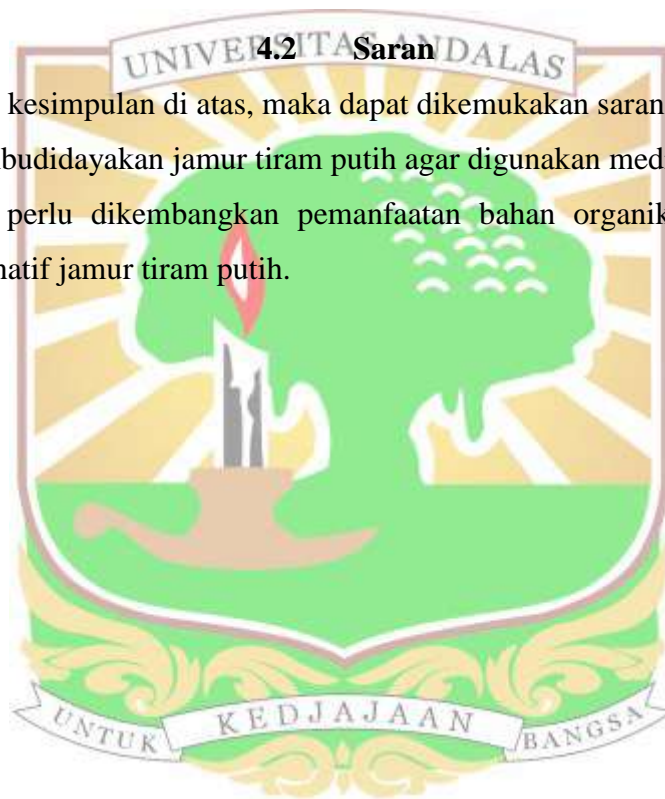 UNIVERSITAS ANDALAS
4.2 Saran
kesimpulan di atas, maka dapat dikemukakan saran
budidayakan jamur tiram putih agar digunakan med
perlu dikembangkan pemanfaatan bahan organik
natif jamur tiram putih.
UNTUK KEDJAJAAN BANGSA